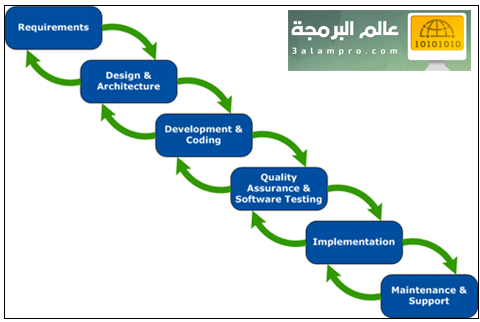 Requirements
عالم البرمجة
3alampro.com
10101010
Design &
Architecture
Development &
Coding
Quality
Assurance &
Software Testing
Implementation
Maintenance &
Support